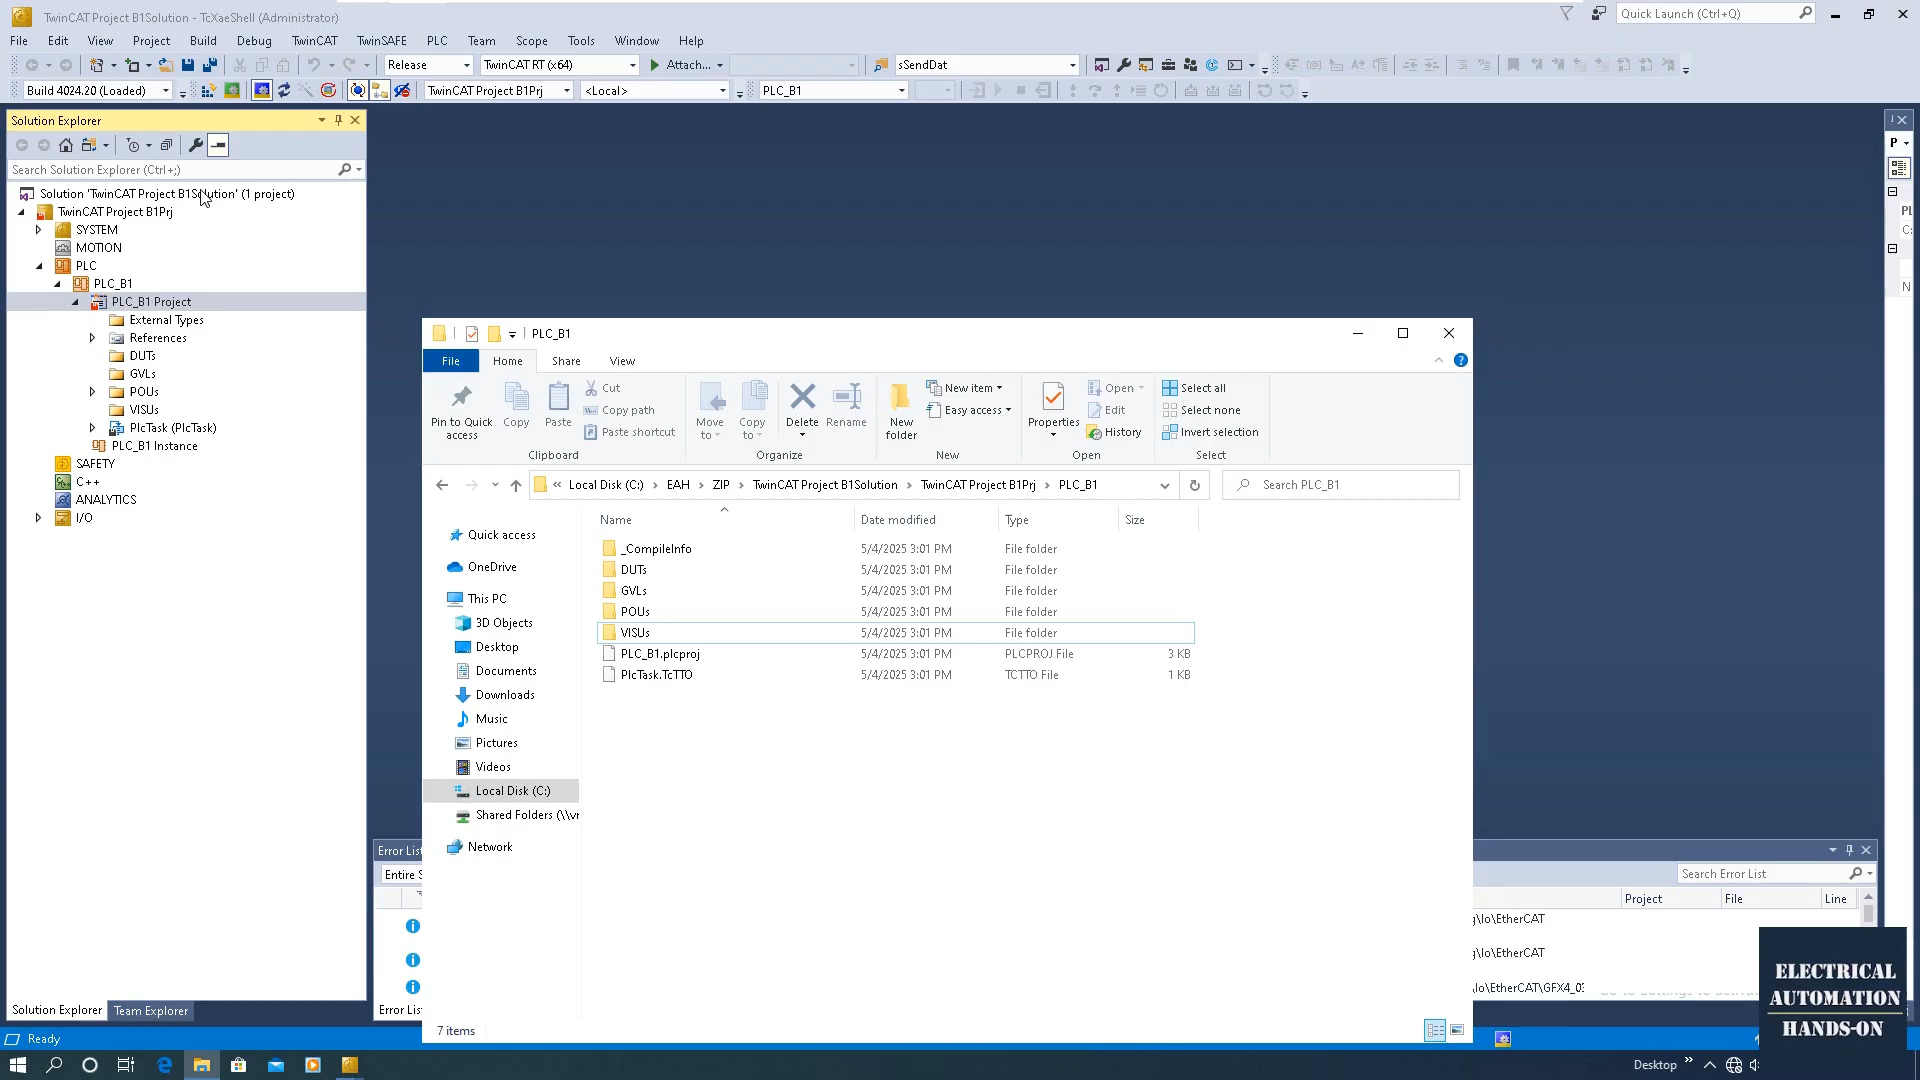 TwinCAT Project B1Solution - TcXaeShell (Administrator)
Quick Launch (Ctrl+Q)
File Edit View Project Build Debug TwinCAT TwinSAFE PLC Team Scope Tools Window Help
Release TwinCAT RT (x64) Attach... sSendDat
Build 4024.20 (Loaded) TwinCAT Project B1Prj <Local> PLC_B1
Solution Explorer
Search Solution Explorer (Ctrl+;)
Solution 'TwinCAT Project B1Solution' (1 project)
TwinCAT Project B1Prj
SYSTEM
MOTION
PLC
PLC_B1
PLC_B1 Project
External Types
References
DUTs
GVLs
POUs
VISUs
PlcTask (PlcTask)
PLC_B1 Instance
SAFETY
C++
ANALYTICS
I/O
Solution Explorer Team Explorer
Ready
PLC_B1
File Home Share View
Pin to Quick access
Copy
Paste
Cut
Copy path
Paste shortcut
Clipboard
Move to
Copy to
Delete
Rename
Organize
New folder
New item
Easy access
New
Properties
Open
Edit
History
Open
Select all
Select none
Invert selection
Select
« Local Disk (C:) EAH ZIP TwinCAT Project B1Solution TwinCAT Project B1Prj PLC_B1
Search PLC_B1
Quick access
OneDrive
This PC
3D Objects
Desktop
Documents
Downloads
Music
Pictures
Videos
Local Disk (C:)
Shared Folders (\\vr
Network
Name Date modified Type Size
_CompileInfo 5/4/2025 3:01 PM File folder
DUTs 5/4/2025 3:01 PM File folder
GVLs 5/4/2025 3:01 PM File folder
POUs 5/4/2025 3:01 PM File folder
VISUs 5/4/2025 3:01 PM File folder
PLC_B1.plcproj 5/4/2025 3:01 PM PLCPROJ File 3 KB
PlcTask.TcTTO 5/4/2025 3:01 PM TCTTO File 1 KB
7 items
P
PL
C:
N
Error List
Entire S
Search Error List
Project File Line
g\Io\EtherCAT
g\Io\EtherCAT
\Io\EtherCAT\GFX4_03
Error List
ELECTRICAL
AUTOMATION
HANDS-ON
Desktop »